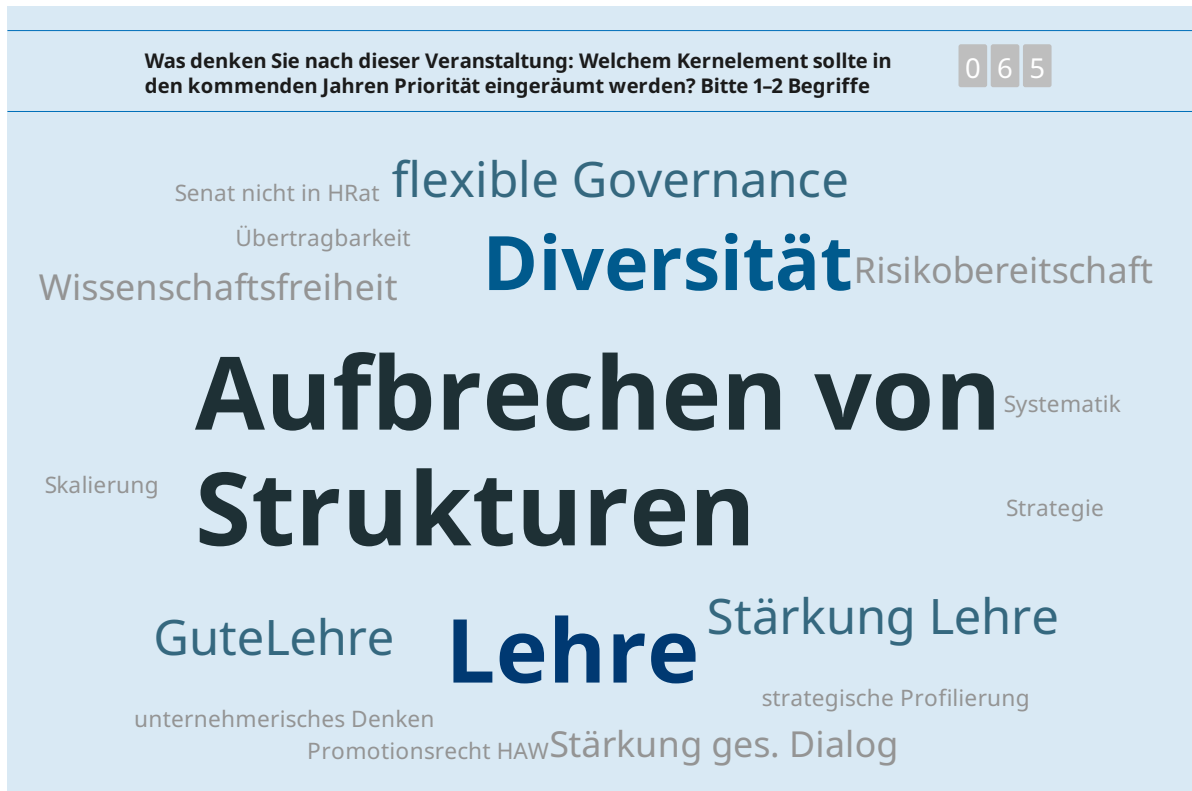 Was denken Sie nach dieser Veranstaltung: Welchem Kernelement sollte in
den kommenden Jahren Priorität eingeräumt werden? Bitte 1–2 Begriffe
065
flexible Governance
Senat nicht in HRat
Übertragbarkeit
Diversität
Risikobereitschaft
Wissenschaftsfreiheit
Aufbrechen von
Systematik
Skalierung
Strukturen
Strategie
Stärkung Lehre
GuteLehre
Lehre
strategische Profilierung
unternehmerisches Denken
Promotionsrecht HAW
Stärkung ges. Dialog